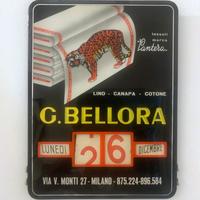 tessuti
marca
Pantera
LINO - CANAPA - COTONE
G.BELLORA
LUNEDI 26 DICEMBRE
VIA V. MONTI 27 - MILANO - 875.224-896.584